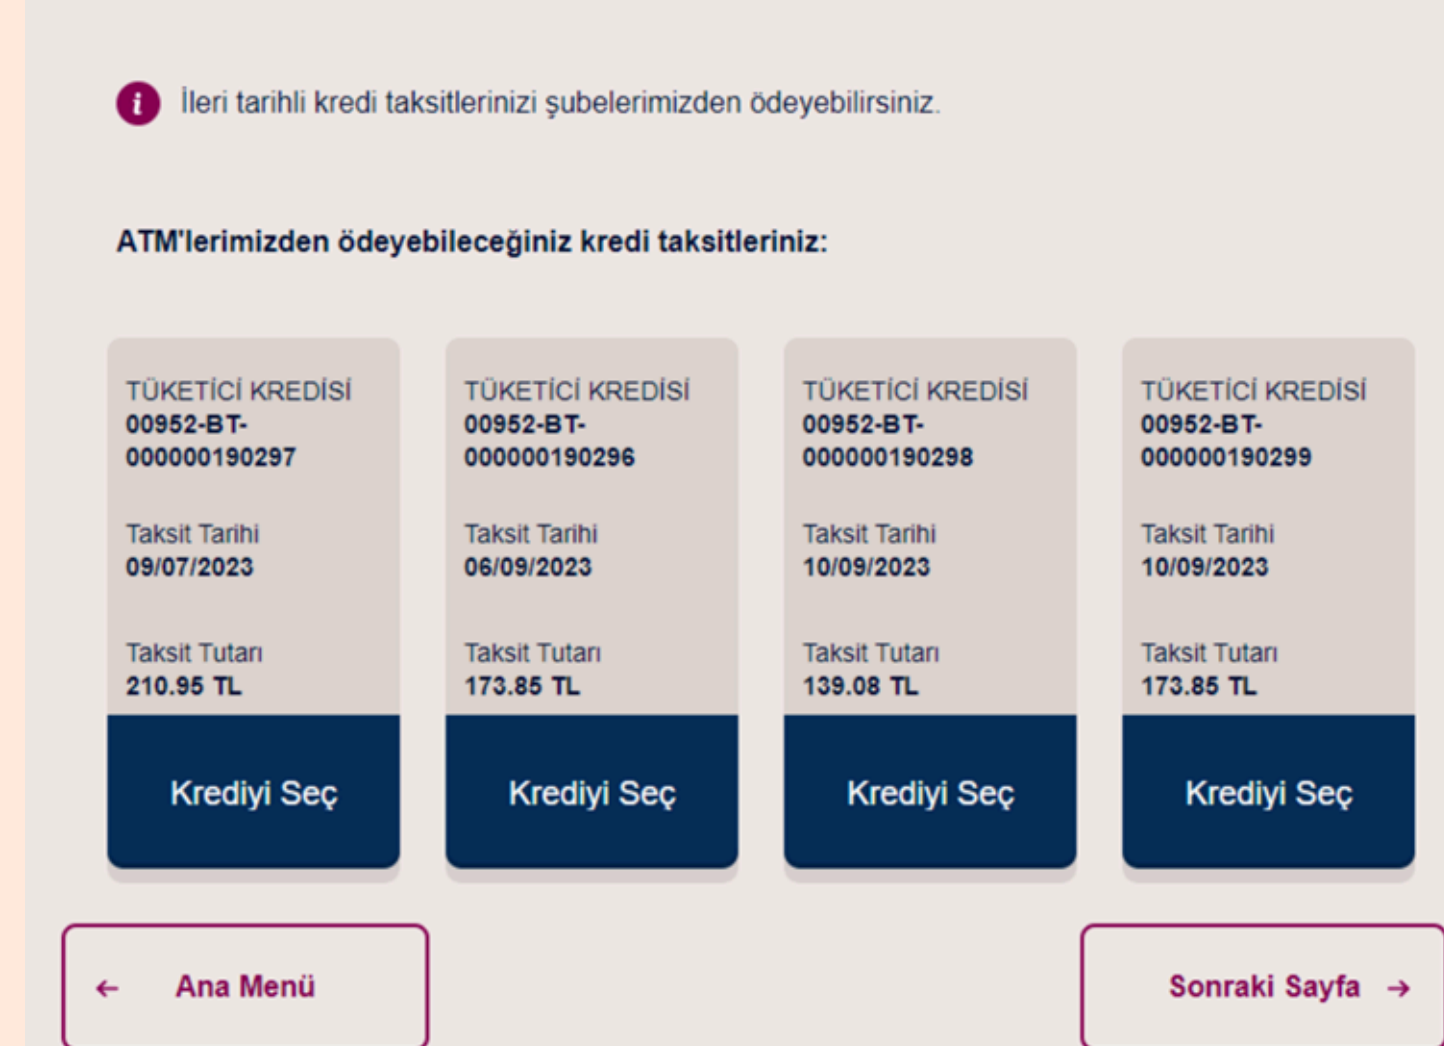 İleri tarihli kredi taksitlerinizi şubelerimizden ödeyebilirsiniz.
ATM'lerimizden ödeyebileceğiniz kredi taksitleriniz:
TÜKETİCİ KREDİSİ
00952-BT-
000000190297
Taksit Tarihi
09/07/2023
Taksit Tutarı
210.95 TL
Krediyi Seç
TÜKETİCİ KREDİSİ
00952-BT-
000000190296
Taksit Tarihi
06/09/2023
Taksit Tutarı
173.85 TL
Krediyi Seç
TÜKETİCİ KREDİSİ
00952-BT-
000000190298
Taksit Tarihi
10/09/2023
Taksit Tutarı
139.08 TL
Krediyi Seç
TÜKETİCİ KREDİSİ
00952-BT-
000000190299
Taksit Tarihi
10/09/2023
Taksit Tutarı
173.85 TL
Krediyi Seç
← Ana Menü
Sonraki Sayfa →